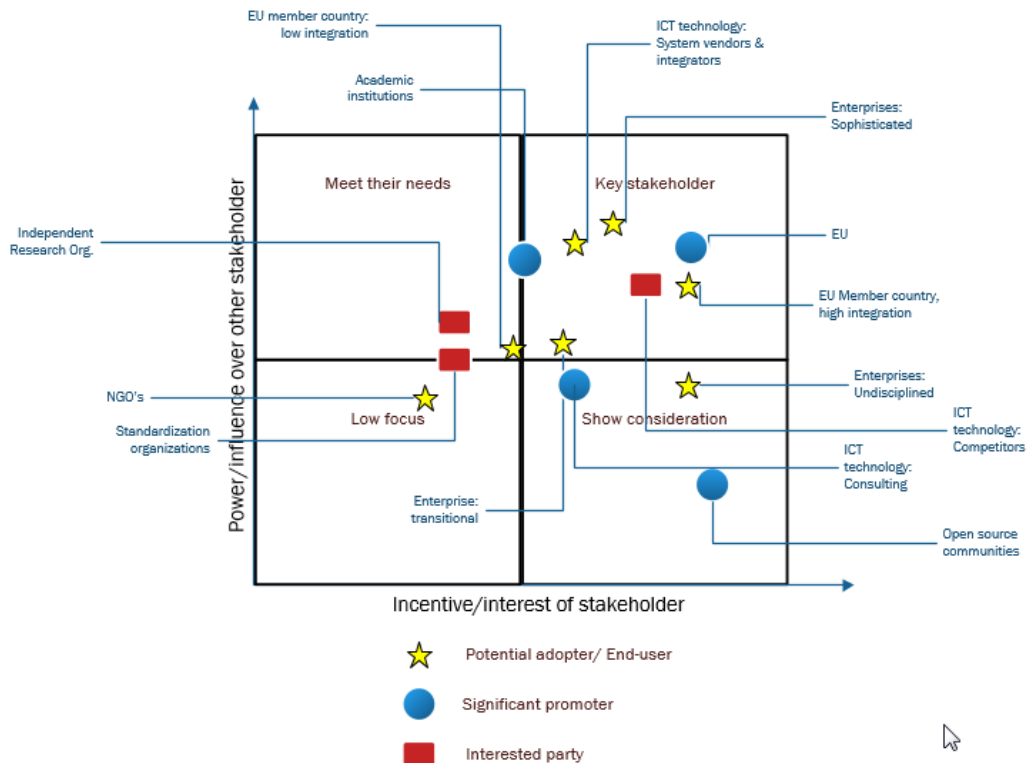 EU member country:
low integration
ICT technology:
System vendors &
integrators
Academic
institutions
Enterprises:
Sophisticated
Meet their needs
Key stakeholder
Independent
Research Org.
EU
EU Member country,
high integration
Power/influence over other stakeholder
Enterprises:
Undisciplined
NGO's
Low focus
Show consideration
Standardization
organizations
ICT
technology:
Competitors
ICT
technology:
Consulting
Enterprise:
transitional
Open source
communities
Incentive/interest of stakeholder
Potential adopter/ End-user
Significant promoter
Interested party